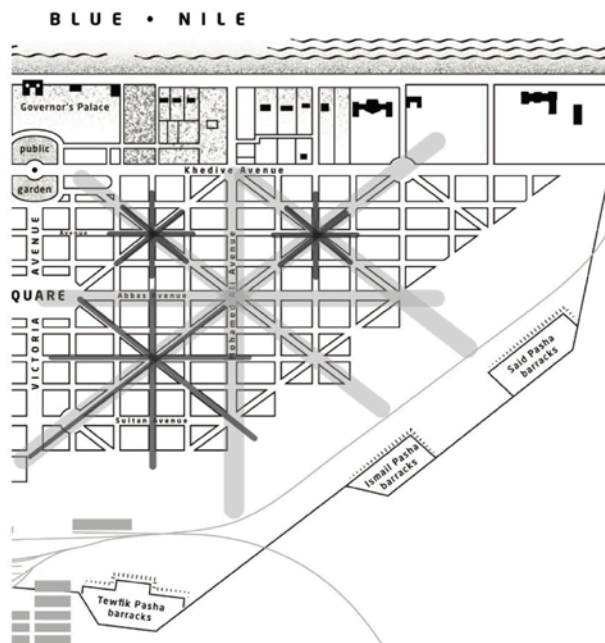 BLUE • NILE
Governor's Palace
public
garden
Khedive Avenue
Avenue
AVENUE
QUARE
Abbas Avenue
Mohamed Ali Avenue
VICTORIA
Sultan Avenue
Said Pasha
barracks
Ismail Pasha
barracks
Tewfik Pasha
barracks